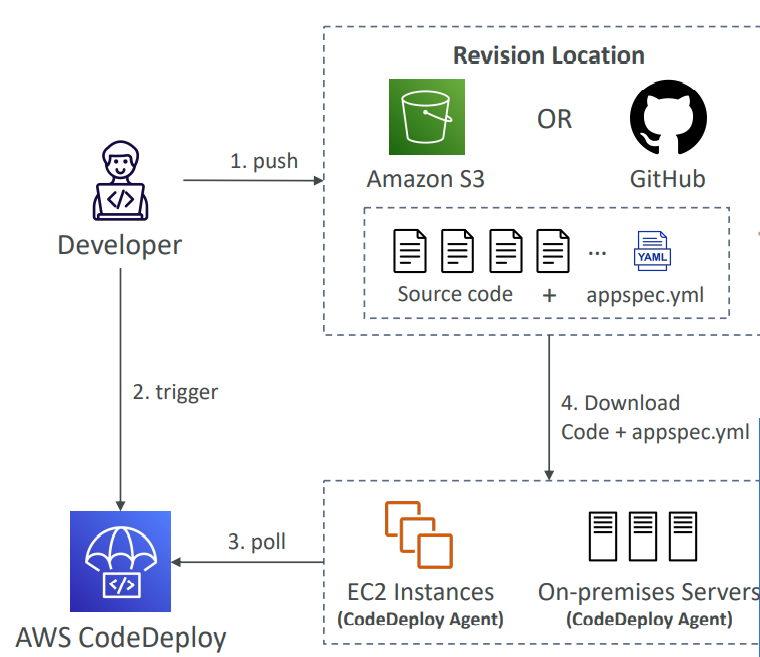 Revision Location
OR
Amazon S3
GitHub
1. push
Developer
</>
YAML
...
Source code + appspec.yml
2. trigger
4. Download
Code + appspec.yml
3. poll
</>
AWS CodeDeploy
EC2 Instances
(CodeDeploy Agent)
On-premises Servers
(CodeDeploy Agent)